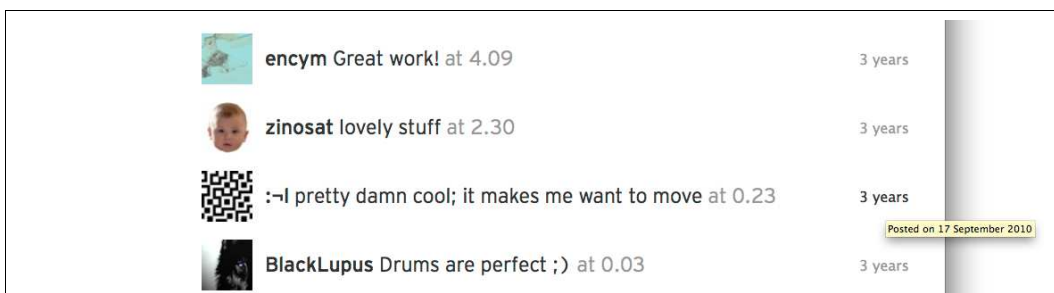 encym Great work! at 4.09 3 years
zinosat lovely stuff at 2.30 3 years
:¬| pretty damn cool; it makes me want to move at 0.23 3 years
Posted on 17 September 2010
BlackLupus Drums are perfect ;) at 0.03 3 years